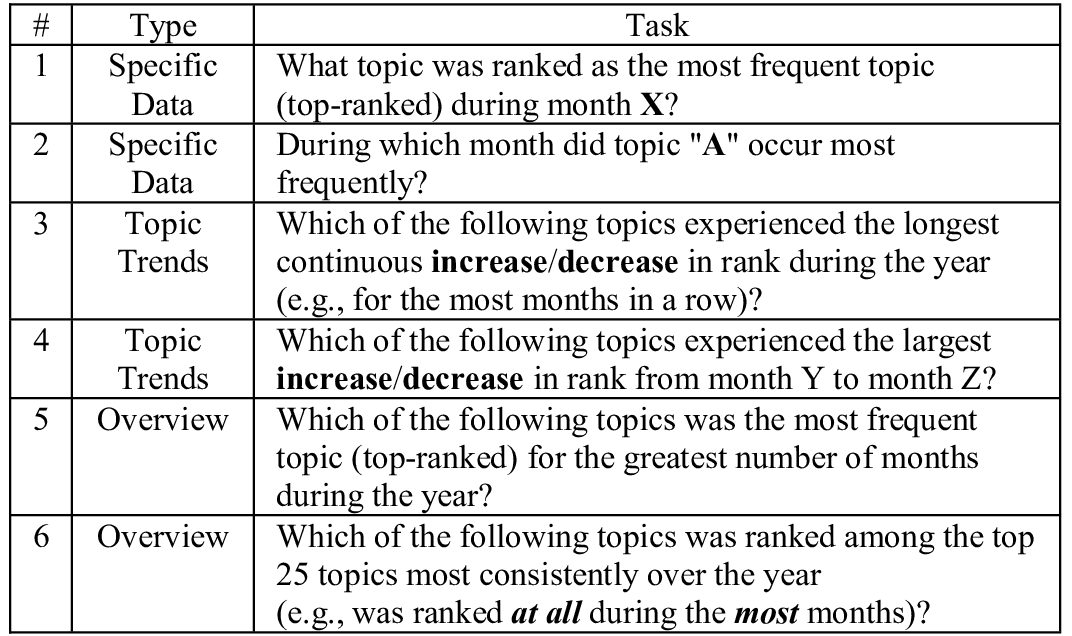 # Type Task
1 Specific Data What topic was ranked as the most frequent topic
(top-ranked) during month X?
2 Specific Data During which month did topic "A" occur most
frequently?
3 Topic Trends Which of the following topics experienced the longest
continuous increase/decrease in rank during the year
(e.g., for the most months in a row)?
4 Topic Trends Which of the following topics experienced the largest
increase/decrease in rank from month Y to month Z?
5 Overview Which of the following topics was the most frequent
topic (top-ranked) for the greatest number of months
during the year?
6 Overview Which of the following topics was ranked among the top
25 topics most consistently over the year
(e.g., was ranked at all during the most months)?